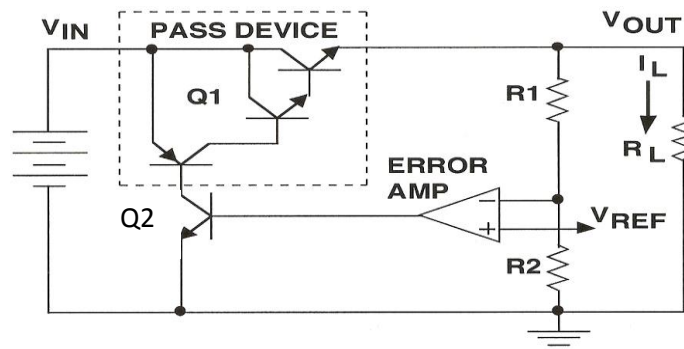 VIN
PASS DEVICE
VOUT
Q1
R1
IL
RL
ERROR
AMP
−
+
VREF
Q2
R2